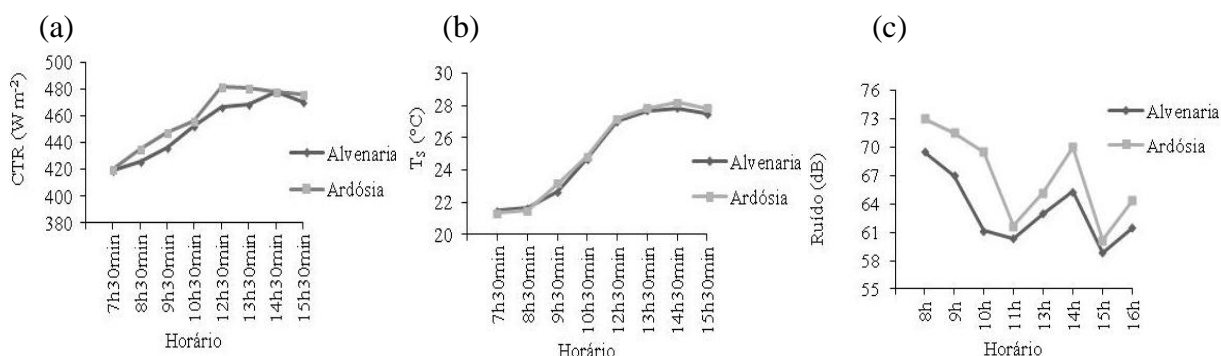 (a)
CTR (W m-2)
500
480
460
440
420
400
380
7h30min
8h30min
9h30min
10h30min
12h30min
13h30min
14h30min
15h30min
Horário
Alvenaria
Ardósia
(b)
TS (°C)
30
28
26
24
22
20
7h30min
8h30min
9h30min
10h30min
12h30min
13h30min
14h30min
15h30min
Horário
Alvenaria
Ardósia
(c)
Ruído (dB)
76
73
70
67
64
61
58
55
8h
9h
10h
11h
13h
14h
15h
16h
Horário
Alvenaria
Ardósia